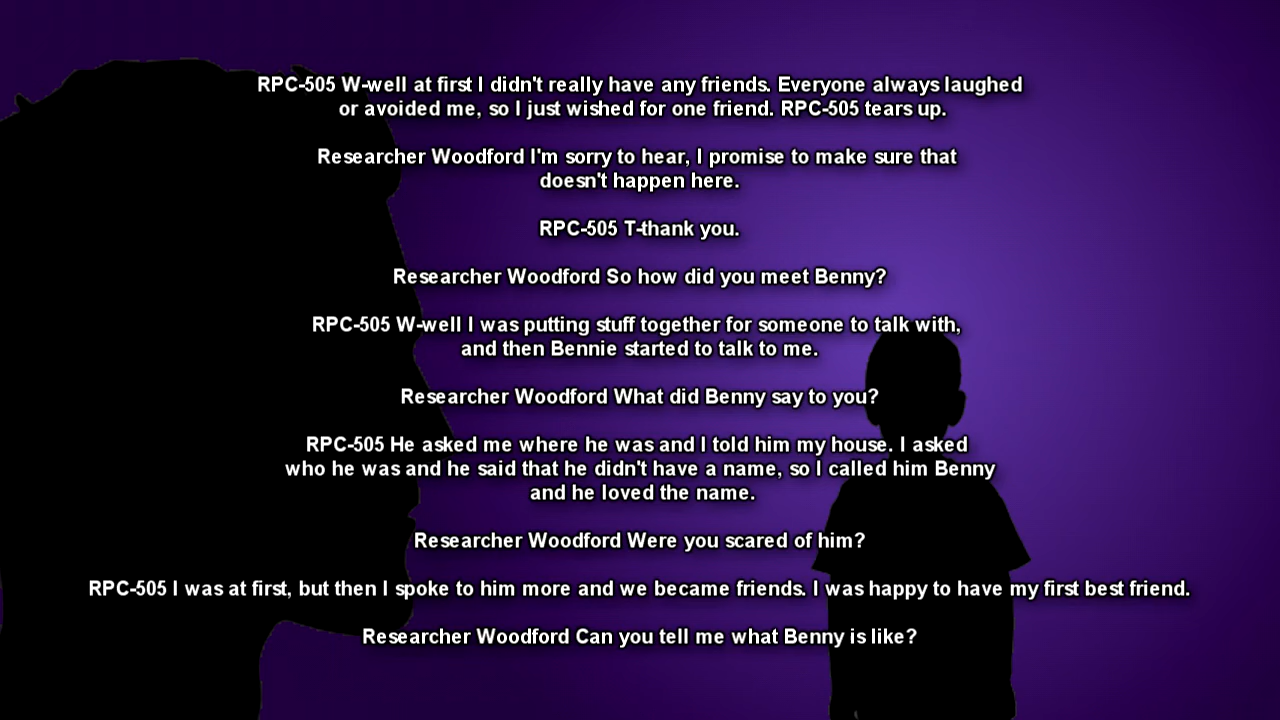 RPC-505 W-well at first I didn't really have any friends. Everyone always laughed
or avoided me, so I just wished for one friend. RPC-505 tears up.
Researcher Woodford I'm sorry to hear, I promise to make sure that
doesn't happen here.
RPC-505 T-thank you.
Researcher Woodford So how did you meet Benny?
RPC-505 W-well I was putting stuff together for someone to talk with,
and then Bennie started to talk to me.
Researcher Woodford What did Benny say to you?
RPC-505 He asked me where he was and I told him my house. I asked
who he was and he said that he didn't have a name, so I called him Benny
and he loved the name.
Researcher Woodford Were you scared of him?
RPC-505 I was at first, but then I spoke to him more and we became friends. I was happy to have my first best friend.
Researcher Woodford Can you tell me what Benny is like?